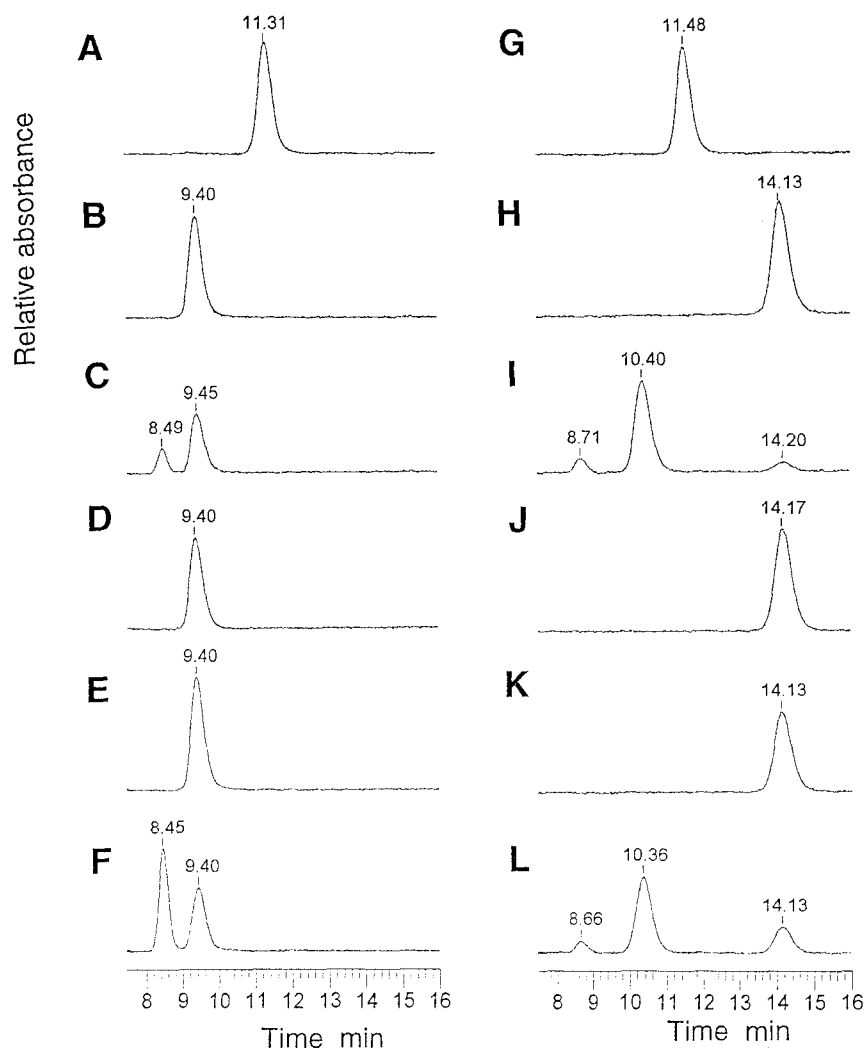 Relative absorbance
A
11.31
B
9.40
C
8.49
9.45
D
9.40
E
9.40
F
8.45
9.40
8 9 10 11 12 13 14 15 16
Time min
G
11.48
H
14.13
I
8.71
10.40
14.20
J
14.17
K
14.13
L
8.66
10.36
14.13
8 9 10 11 12 13 14 15 16
Time min